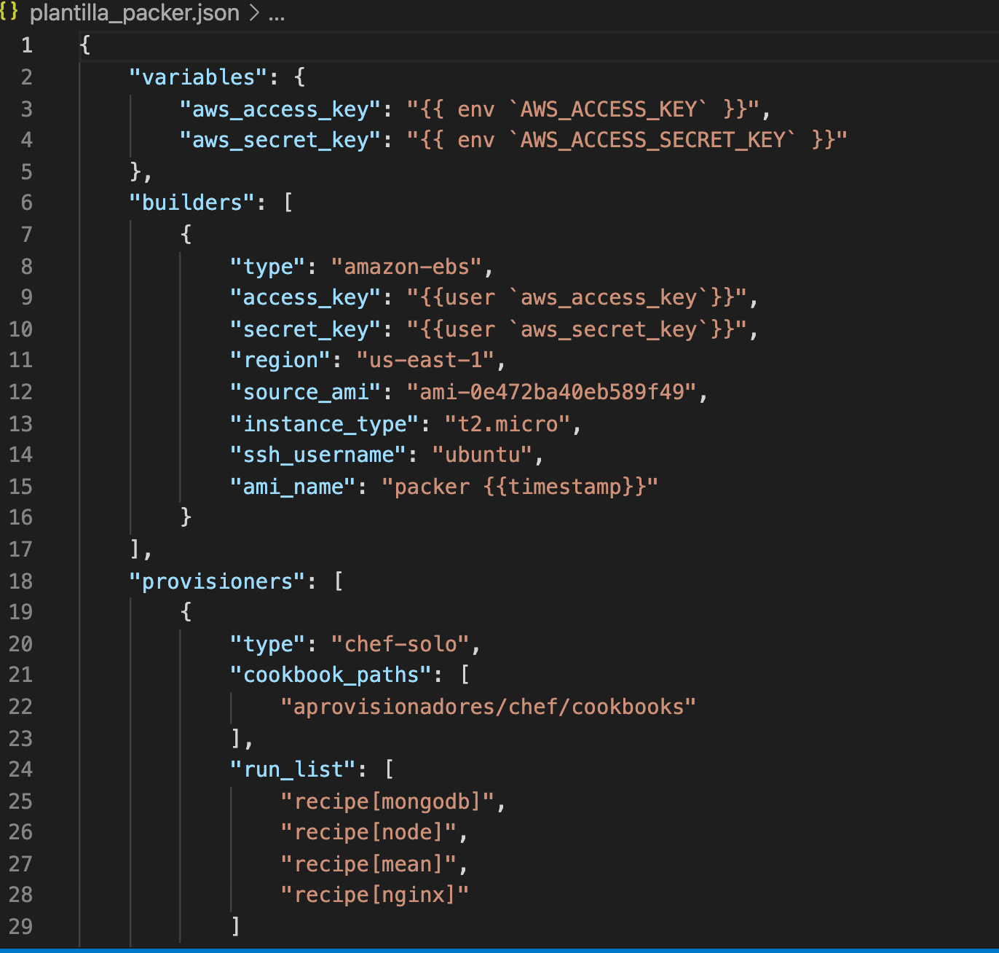 {} plantilla_packer.json > ...
1 {
2 "variables": {
3 "aws_access_key": "{{ env `AWS_ACCESS_KEY` }}",
4 "aws_secret_key": "{{ env `AWS_ACCESS_SECRET_KEY` }}"
5 },
6 "builders": [
7 {
8 "type": "amazon-ebs",
9 "access_key": "{{user `aws_access_key`}}",
10 "secret_key": "{{user `aws_secret_key`}}",
11 "region": "us-east-1",
12 "source_ami": "ami-0e472ba40eb589f49",
13 "instance_type": "t2.micro",
14 "ssh_username": "ubuntu",
15 "ami_name": "packer {{timestamp}}"
16 }
17 ],
18 "provisioners": [
19 {
20 "type": "chef-solo",
21 "cookbook_paths": [
22 "aprovisionadores/chef/cookbooks"
23 ],
24 "run_list": [
25 "recipe[mongodb]",
26 "recipe[node]",
27 "recipe[mean]",
28 "recipe[nginx]"
29 ]